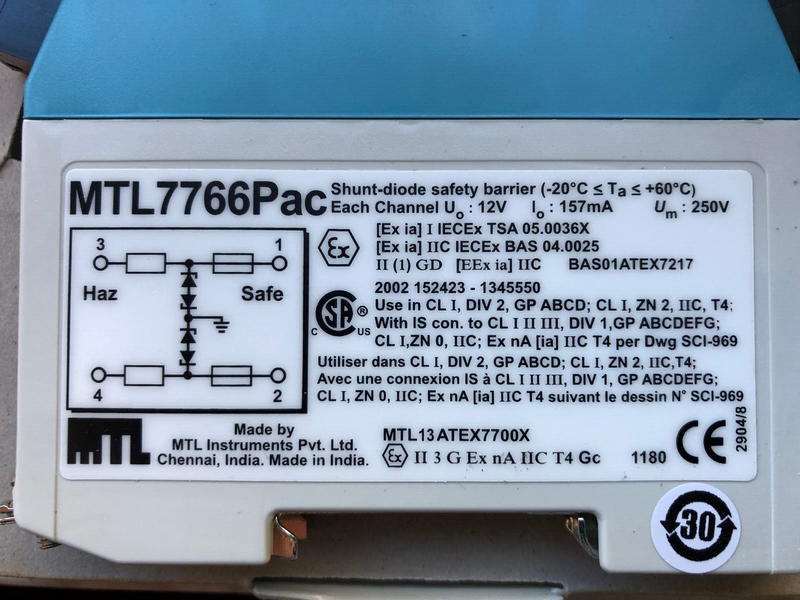 MTL7766Pac
Shunt-diode safety barrier (-20°C ≤ Ta ≤ +60°C)
Each Channel Uo : 12V Io : 157mA Um : 250V
[Ex ia] I IECEx TSA 05.0036X
[Ex ia] IIC IECEx BAS 04.0025
II (1) GD [EEx ia] IIC BAS01ATEX7217
Ex
3 1
Haz Safe
4 2
2002 152423 - 1345550
Use in CL I, DIV 2, GP ABCD; CL I, ZN 2, IIC, T4;
With IS con. to CL I II III, DIV 1,GP ABCDEFG;
CL I,ZN 0, IIC; Ex nA [ia] IIC T4 per Dwg SCI-969
C SA ® US
Utiliser dans CL I, DIV 2, GP ABCD; CL I, ZN 2, IIC,T4;
Avec une connexion IS à CL I II III, DIV 1, GP ABCDEFG;
CL I, ZN 0, IIC; Ex nA [ia] IIC T4 suivant le dessin N° SCI-969
MTL
Made by
MTL Instruments Pvt. Ltd.
Chennai, India. Made in India.
MTL13ATEX7700X
Ex II 3 G Ex nA IIC T4 Gc 1180 CE
2904/8
30